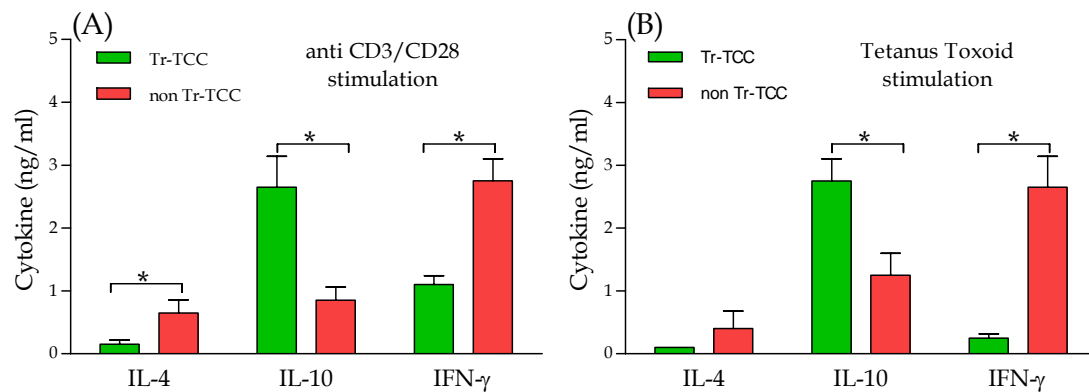 (A)
5
4
3
2
1
0
Cytokine (ng/ml)
Tr-TCC
non Tr-TCC
anti CD3/CD28
stimulation
*
*
*
IL-4
IL-10
IFN-γ
(B)
5
4
3
2
1
0
Cytokine (ng/ml)
Tr-TCC
non Tr-TCC
Tetanus Toxoid
stimulation
*
*
IL-4
IL-10
IFN-γ